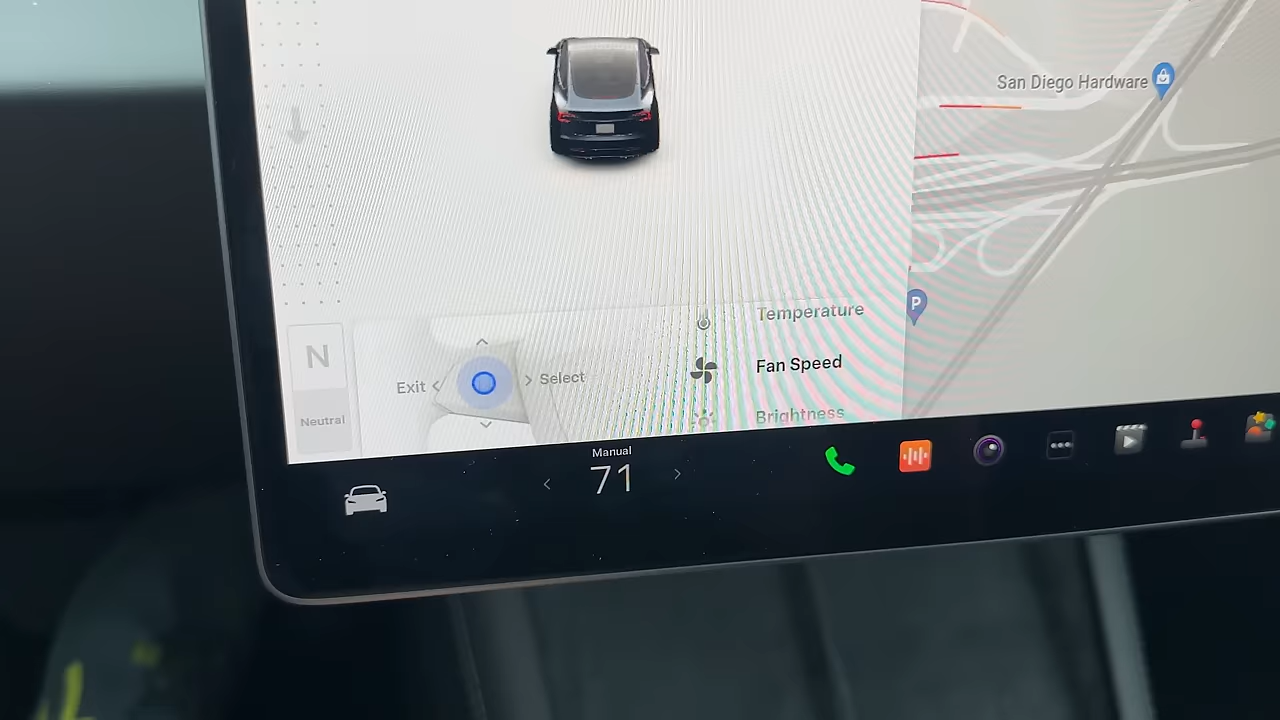 San Diego Hardware
P
Temperature
N
Fan Speed
Exit
Select
Neutral
Brightness
Manual
71